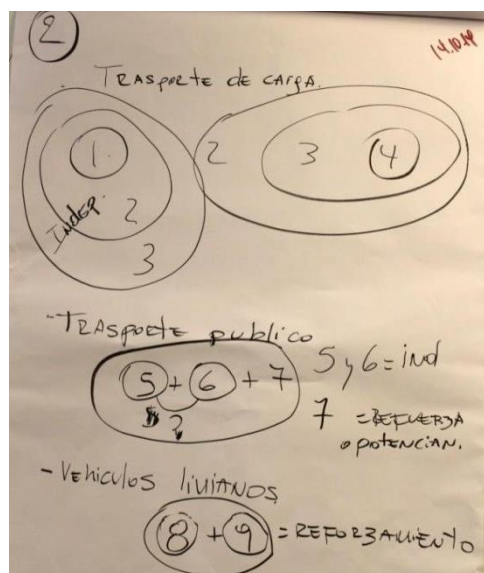 2
14.10.19
TRASPORTE de CARGA.
1 2 3 4
Indep. 2
3
- TRASPORTE publico
5 + 6 + 7 5 y 6 = ind
?
7 = REFUERZA
o potencian.
- Vehiculos livianos
8 + 9 = REFORZAMIENTO